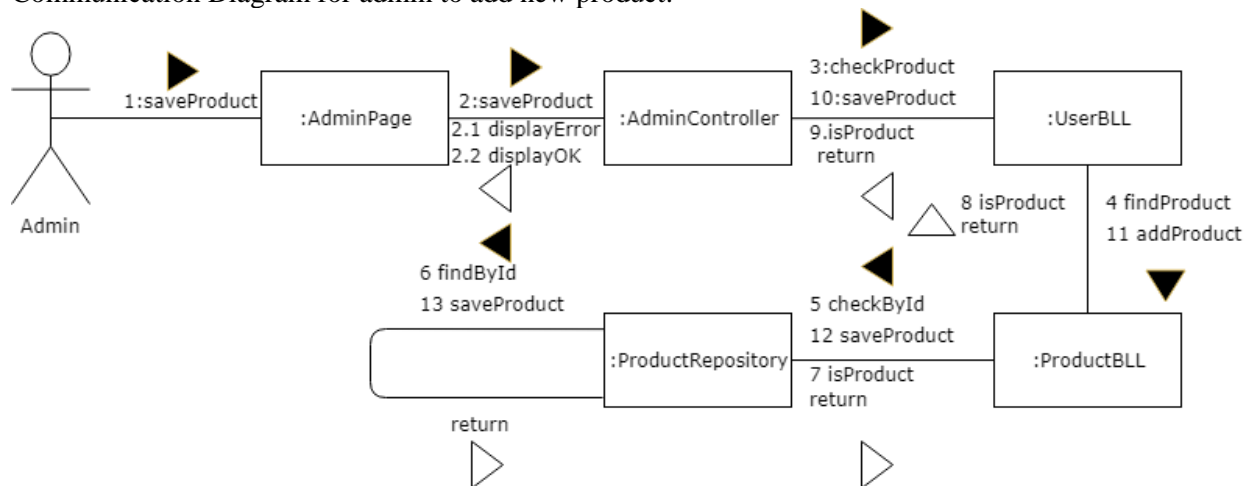 Communication Diagram for admin to add new product:
1:saveProduct
:AdminPage
2:saveProduct
2.1 displayError
2.2 displayOK
:AdminController
3:checkProduct
10:saveProduct
9.isProduct
return
:UserBLL
Admin
8 isProduct
return
4 findProduct
11 addProduct
6 findById
13 saveProduct
:ProductRepository
5 checkById
12 saveProduct
7 isProduct
return
:ProductBLL
return